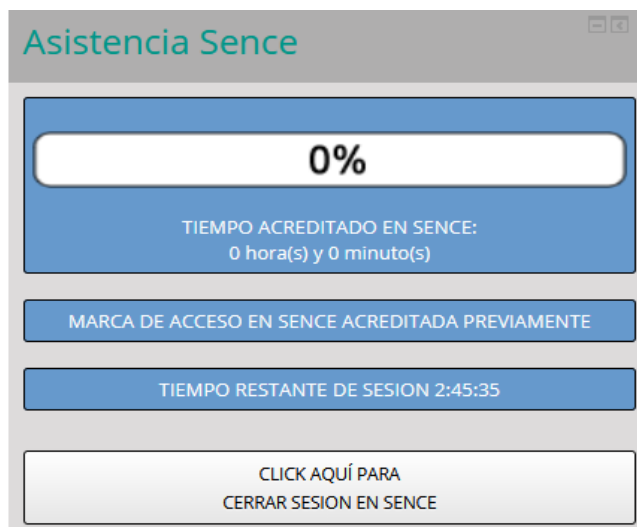 Asistencia Sence
0%
TIEMPO ACREDITADO EN SENCE:
0 hora(s) y 0 minuto(s)
MARCA DE ACCESO EN SENCE ACREDITADA PREVIAMENTE
TIEMPO RESTANTE DE SESION 2:45:35
CLICK AQUÍ PARA
CERRAR SESION EN SENCE